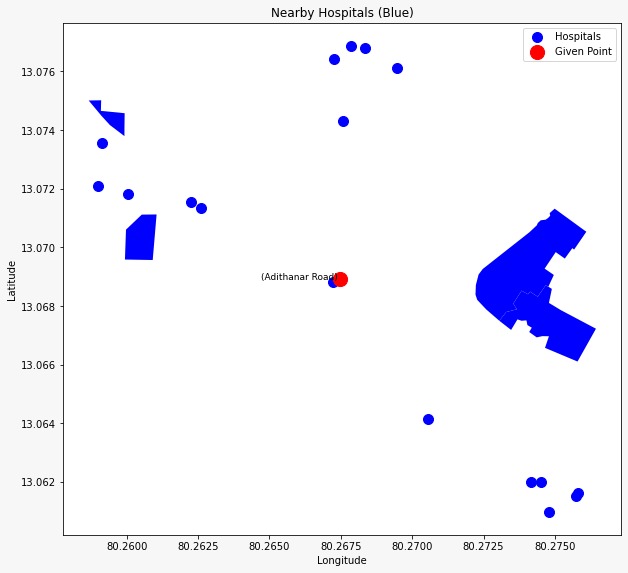 Nearby Hospitals (Blue)
Hospitals
Given Point
13.076
13.074
13.072
13.070
13.068
13.066
13.064
13.062
Latitude
(Adithanar Road)
80.2600
80.2625
80.2650
80.2675
80.2700
80.2725
80.2750
Longitude